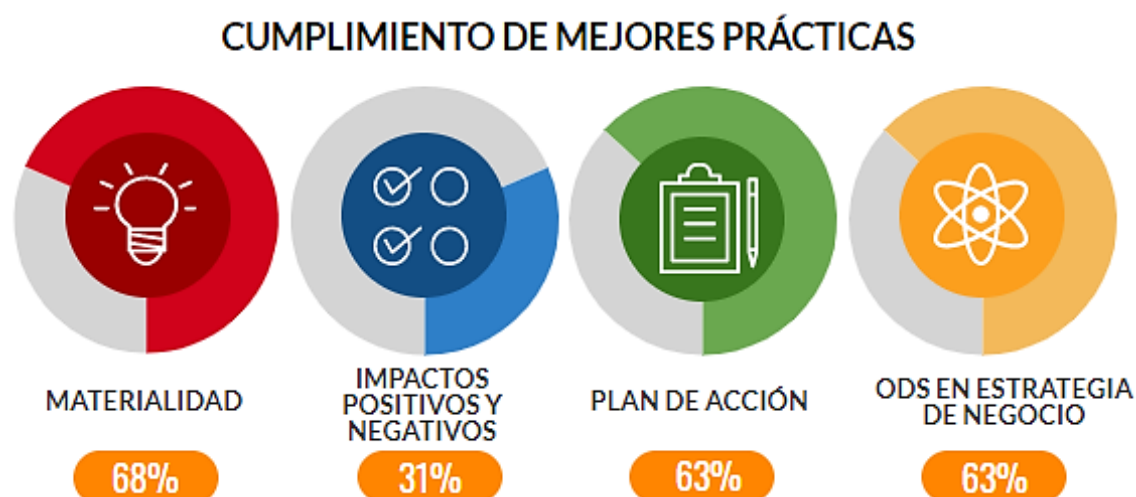 CUMPLIMIENTO DE MEJORES PRÁCTICAS
MATERIALIDAD
68%
IMPACTOS
POSITIVOS Y
NEGATIVOS
31%
PLAN DE ACCIÓN
63%
ODS EN ESTRATEGIA
DE NEGOCIO
63%